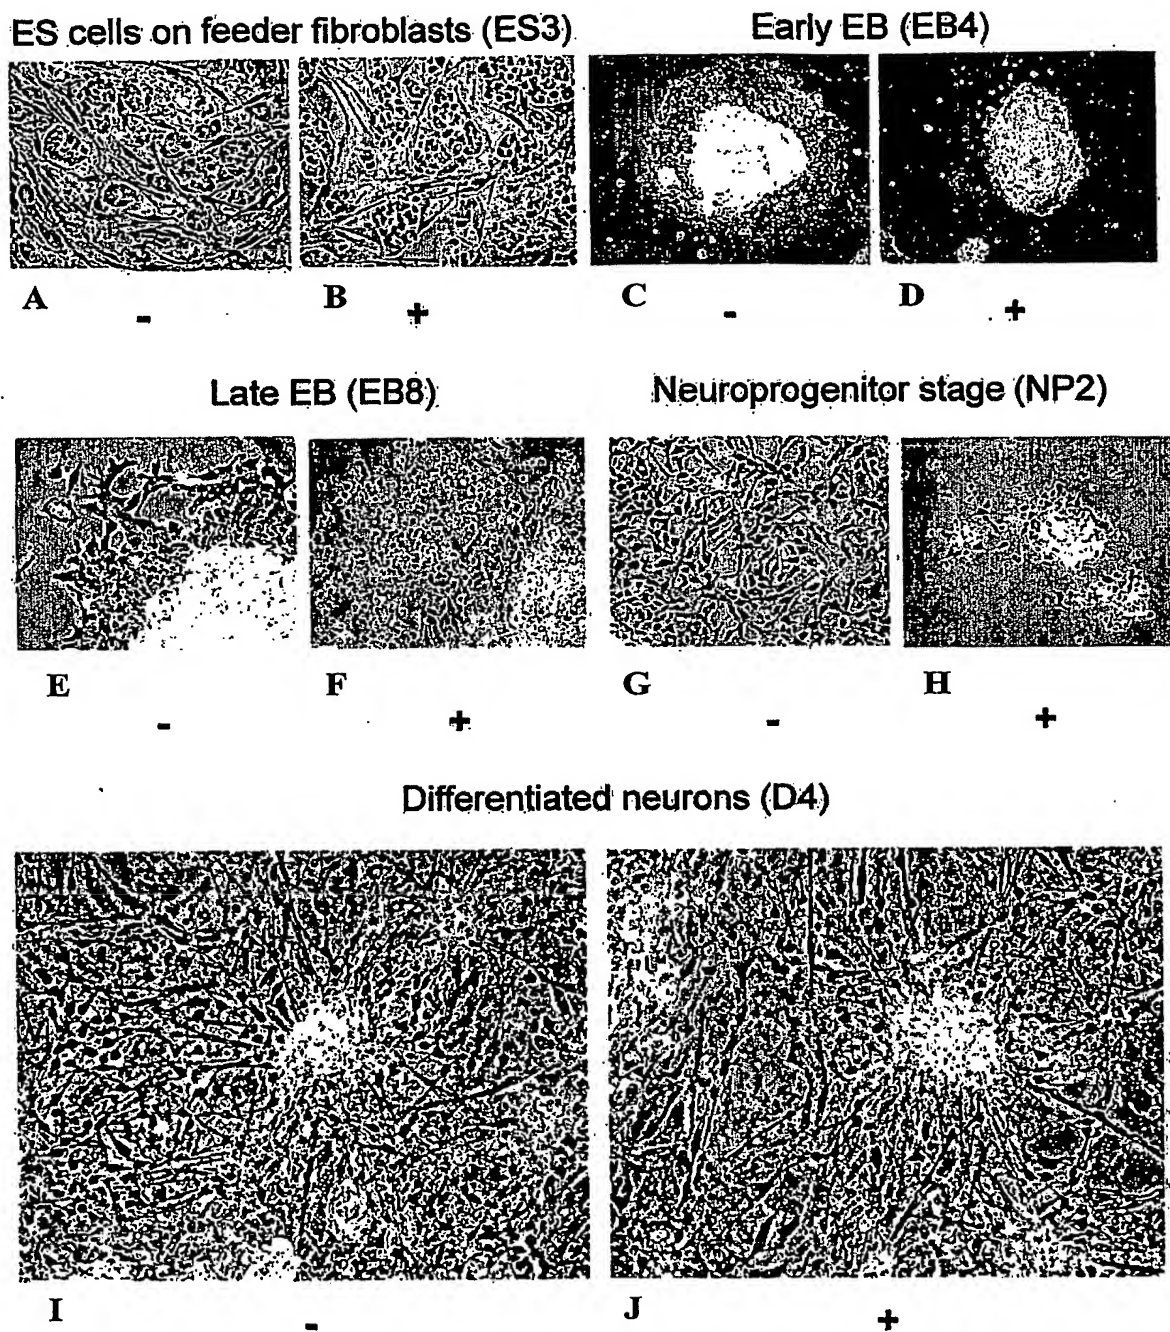 ES cells on feeder fibroblasts (ES3)
Early EB (EB4)
A
B
C
D
-
+
-
+
Late EB (EB8)
Neuroprogenitor stage (NP2)
E
F
G
H
-
+
-
+
Differentiated neurons (D4)
I
J
-
+